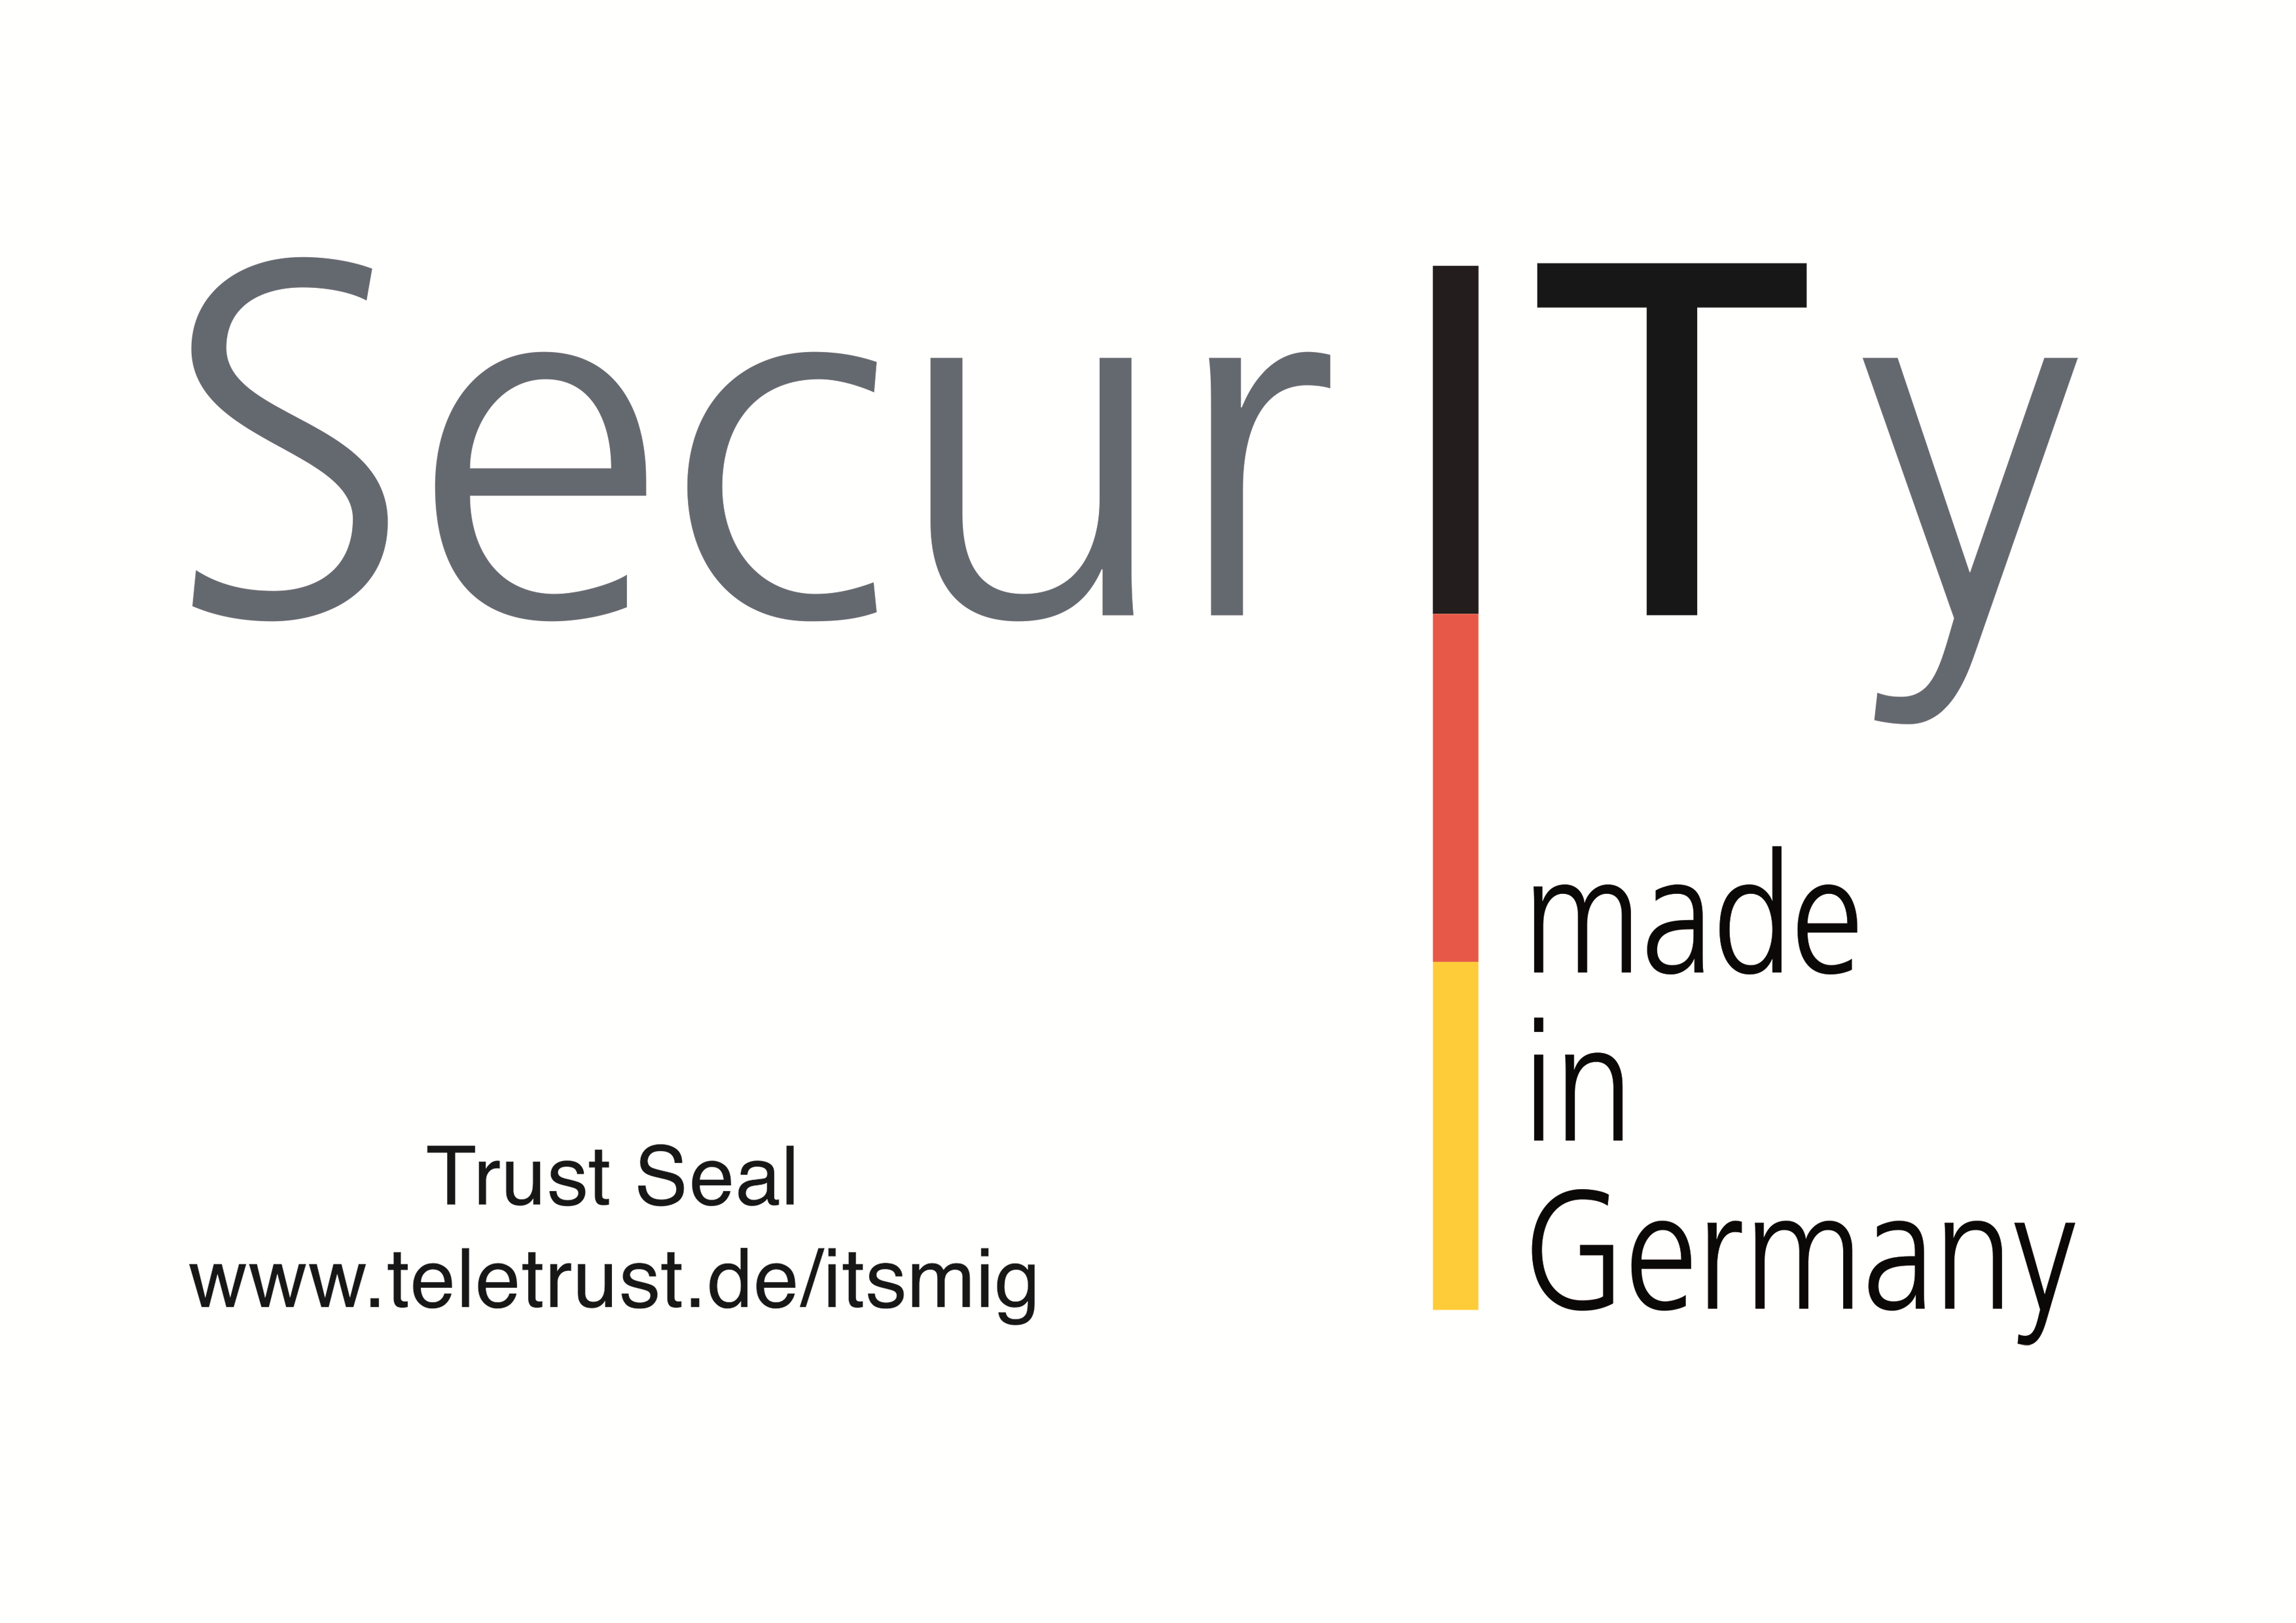 SecurITy
made
in
Germany
Trust Seal
www.teletrust.de/itsmig